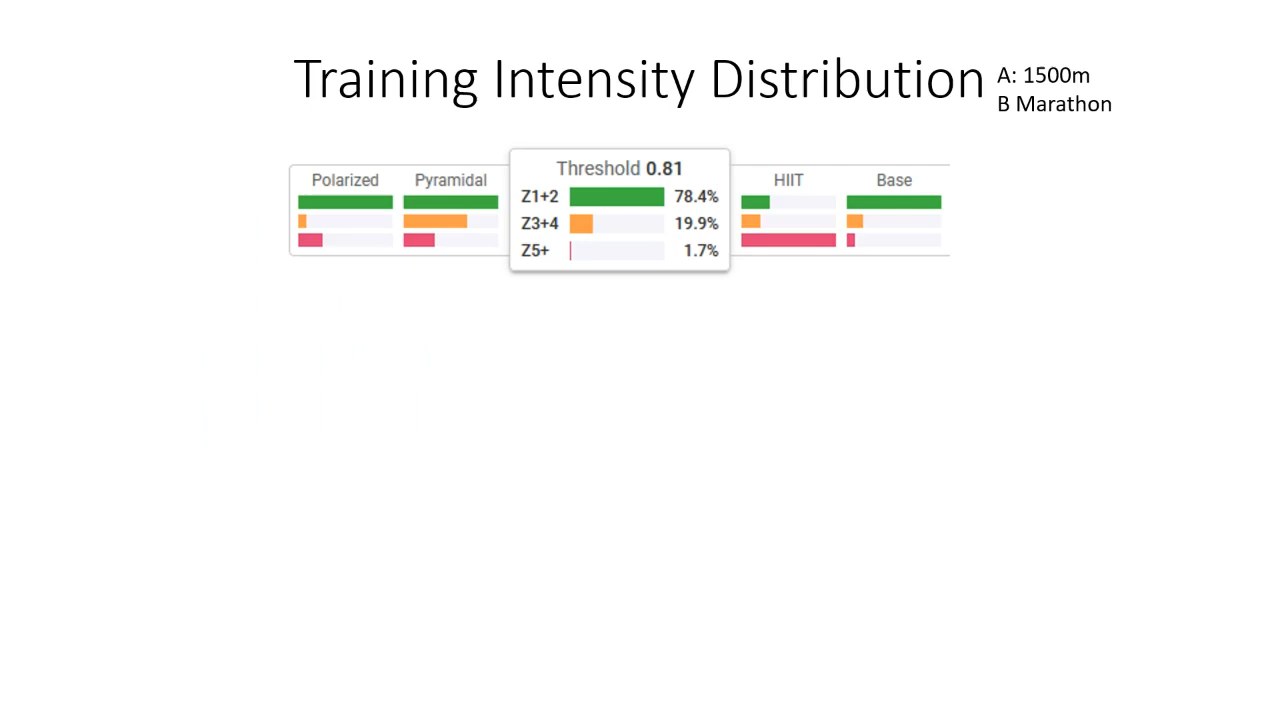 Training Intensity Distribution
A: 1500m
B Marathon
Polarized
Pyramidal
Threshold 0.81
Z1+2 78.4%
Z3+4 19.9%
Z5+ 1.7%
HIIT
Base